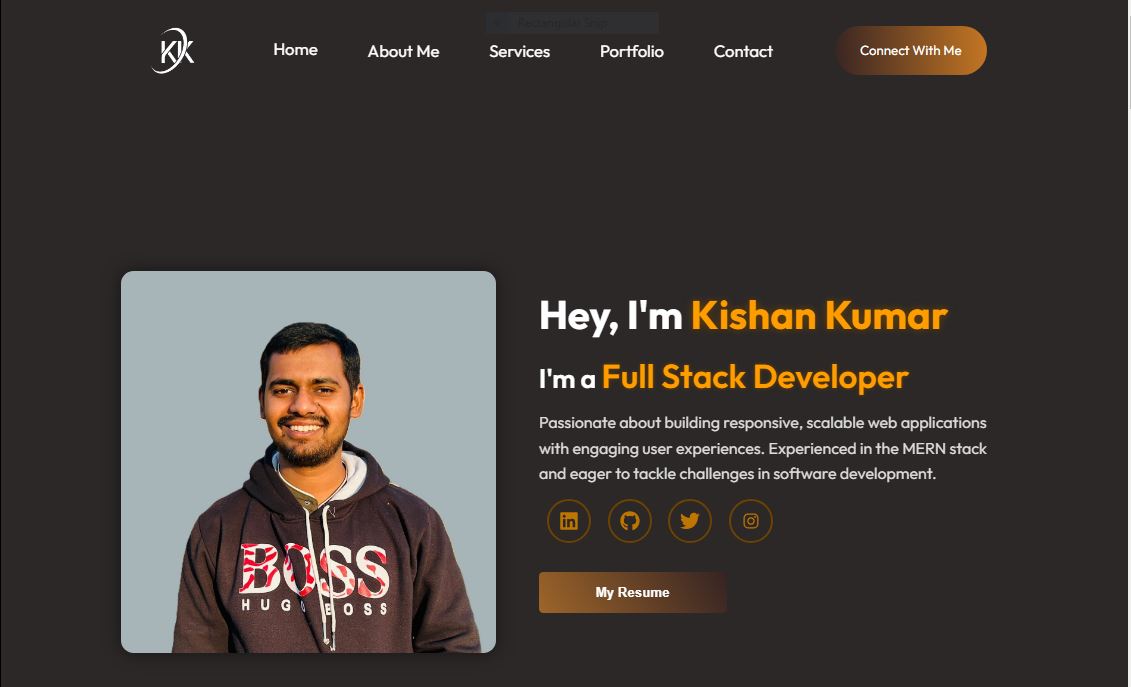 Rectangular Snip
KK
Home
About Me
Services
Portfolio
Contact
Connect With Me
Hey, I'm Kishan Kumar
I'm a Full Stack Developer
Passionate about building responsive, scalable web applications
with engaging user experiences. Experienced in the MERN stack
and eager to tackle challenges in software development.
in
My Resume
BOSS
HUGO BOSS